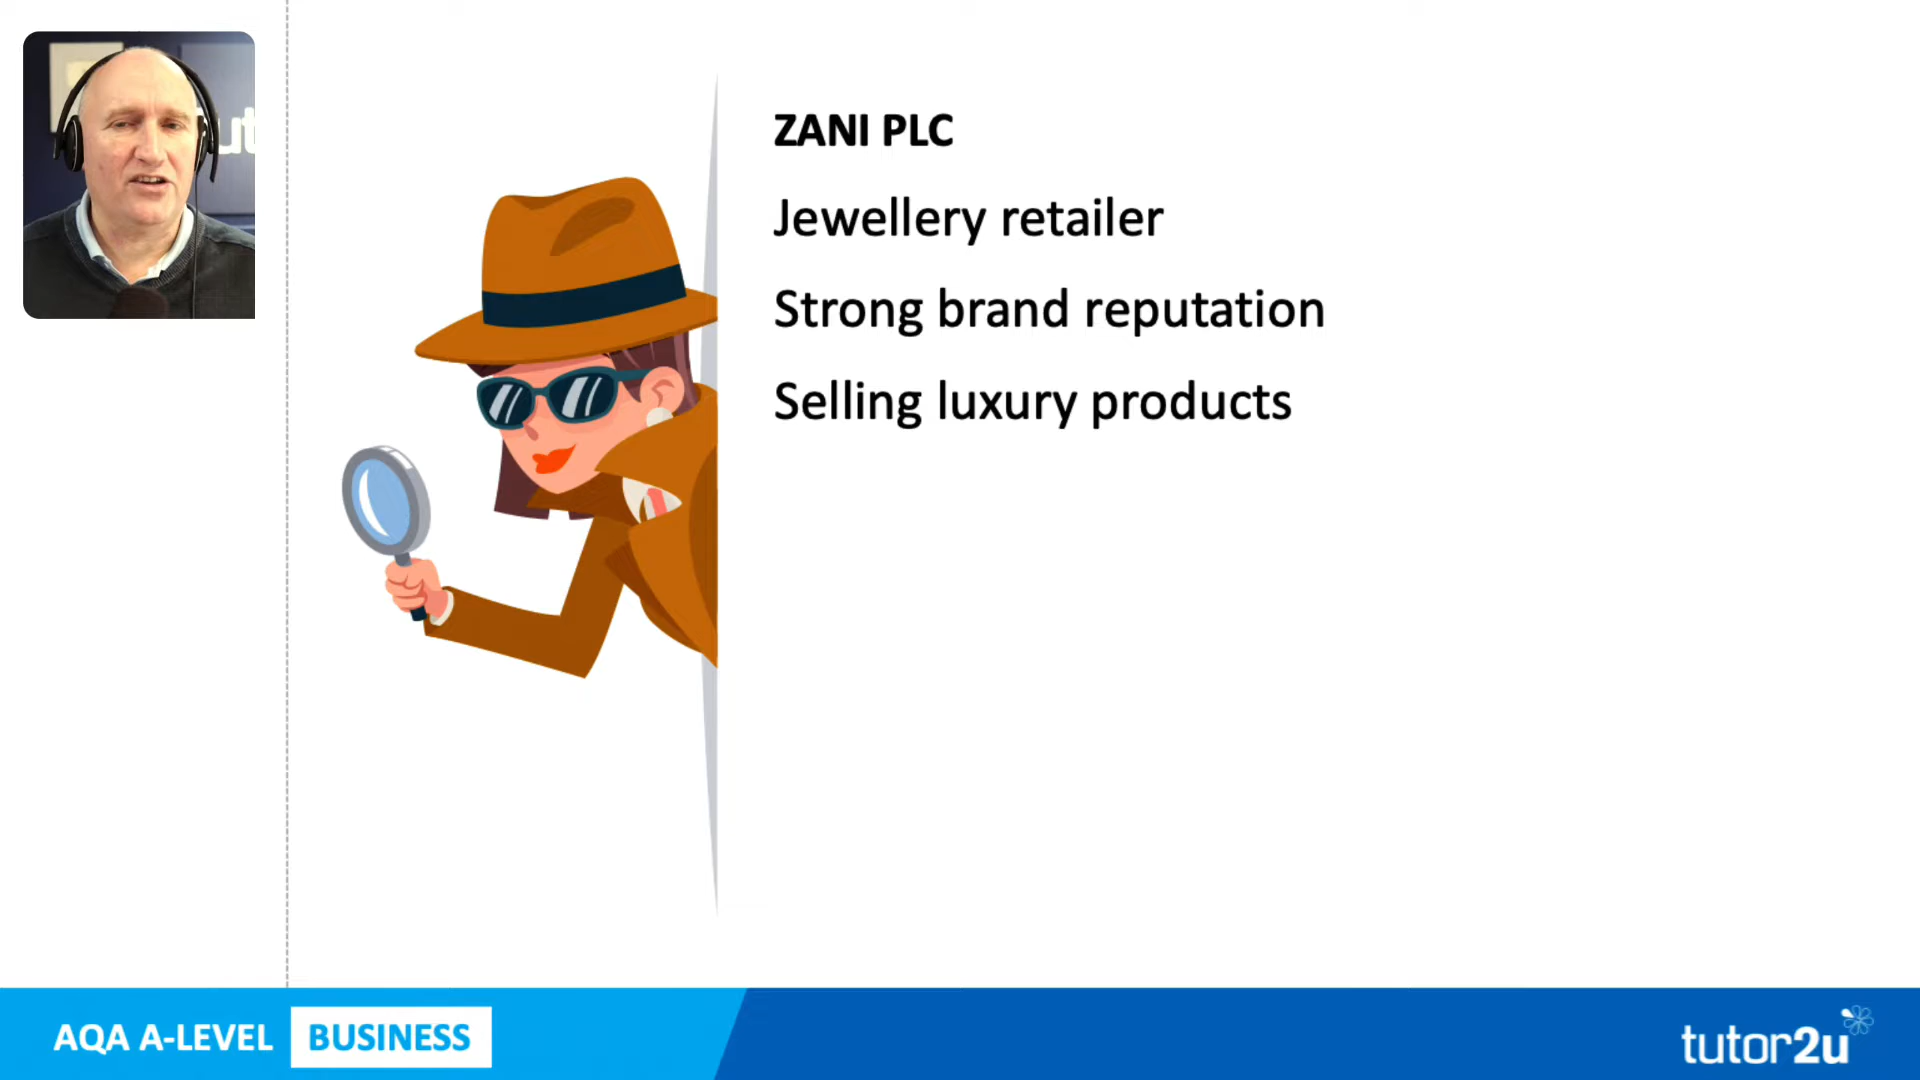 ZANI PLC
Jewellery retailer
Strong brand reputation
Selling luxury products
AQA A-LEVEL BUSINESS
tutor2u